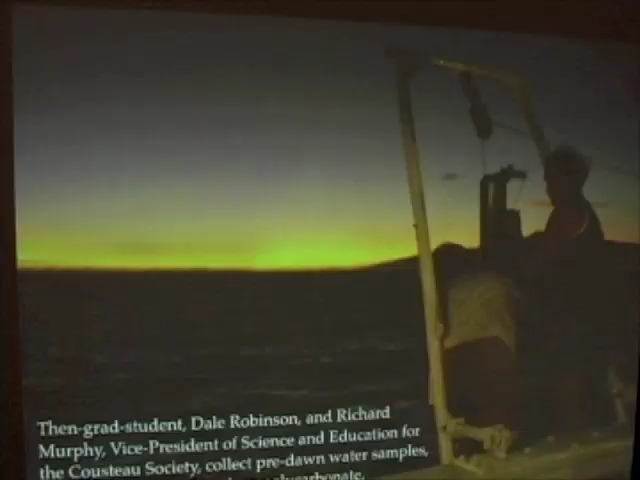 Then-grad-student, Dale Robinson, and Richard
Murphy, Vice-President of Science and Education for
the Cousteau Society, collect pre-dawn water samples,
polycarbonate.